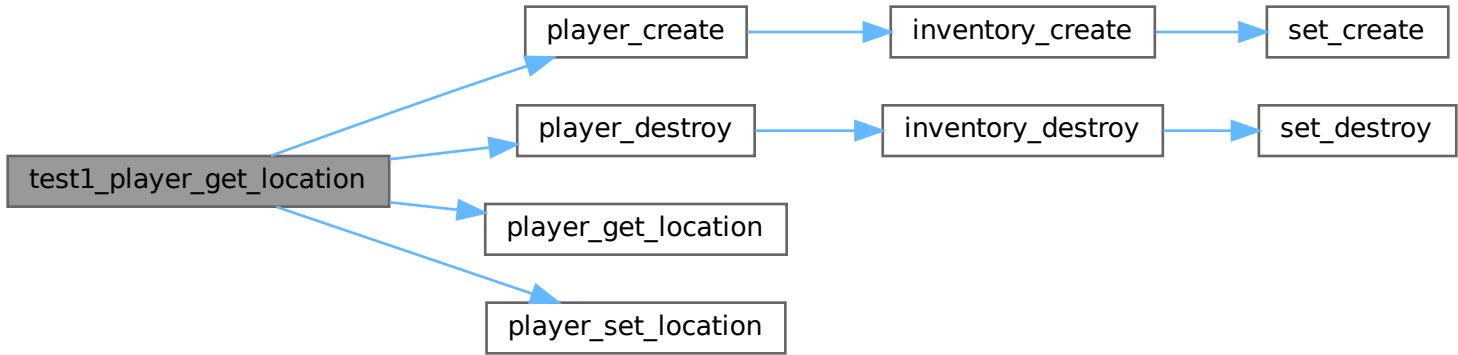 player_create
inventory_create
set_create
player_destroy
inventory_destroy
set_destroy
test1_player_get_location
player_get_location
player_set_location